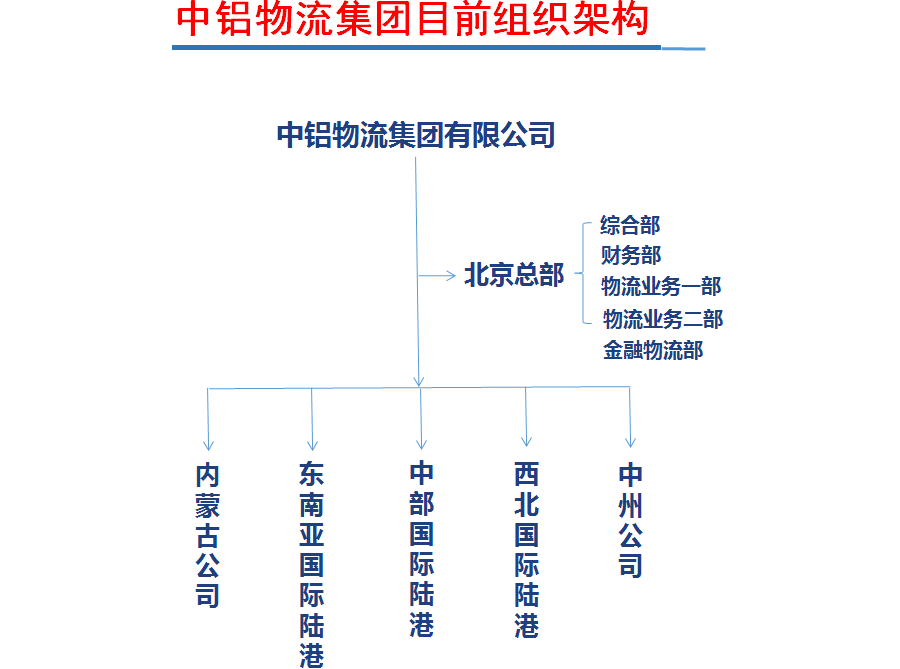 中铝物流集团目前组织架构
中铝物流集团有限公司
北京总部
综合部
财务部
物流业务一部
物流业务二部
金融物流部
内蒙古公司
东南亚国际陆港
中部国际陆港
西北国际陆港
中州公司